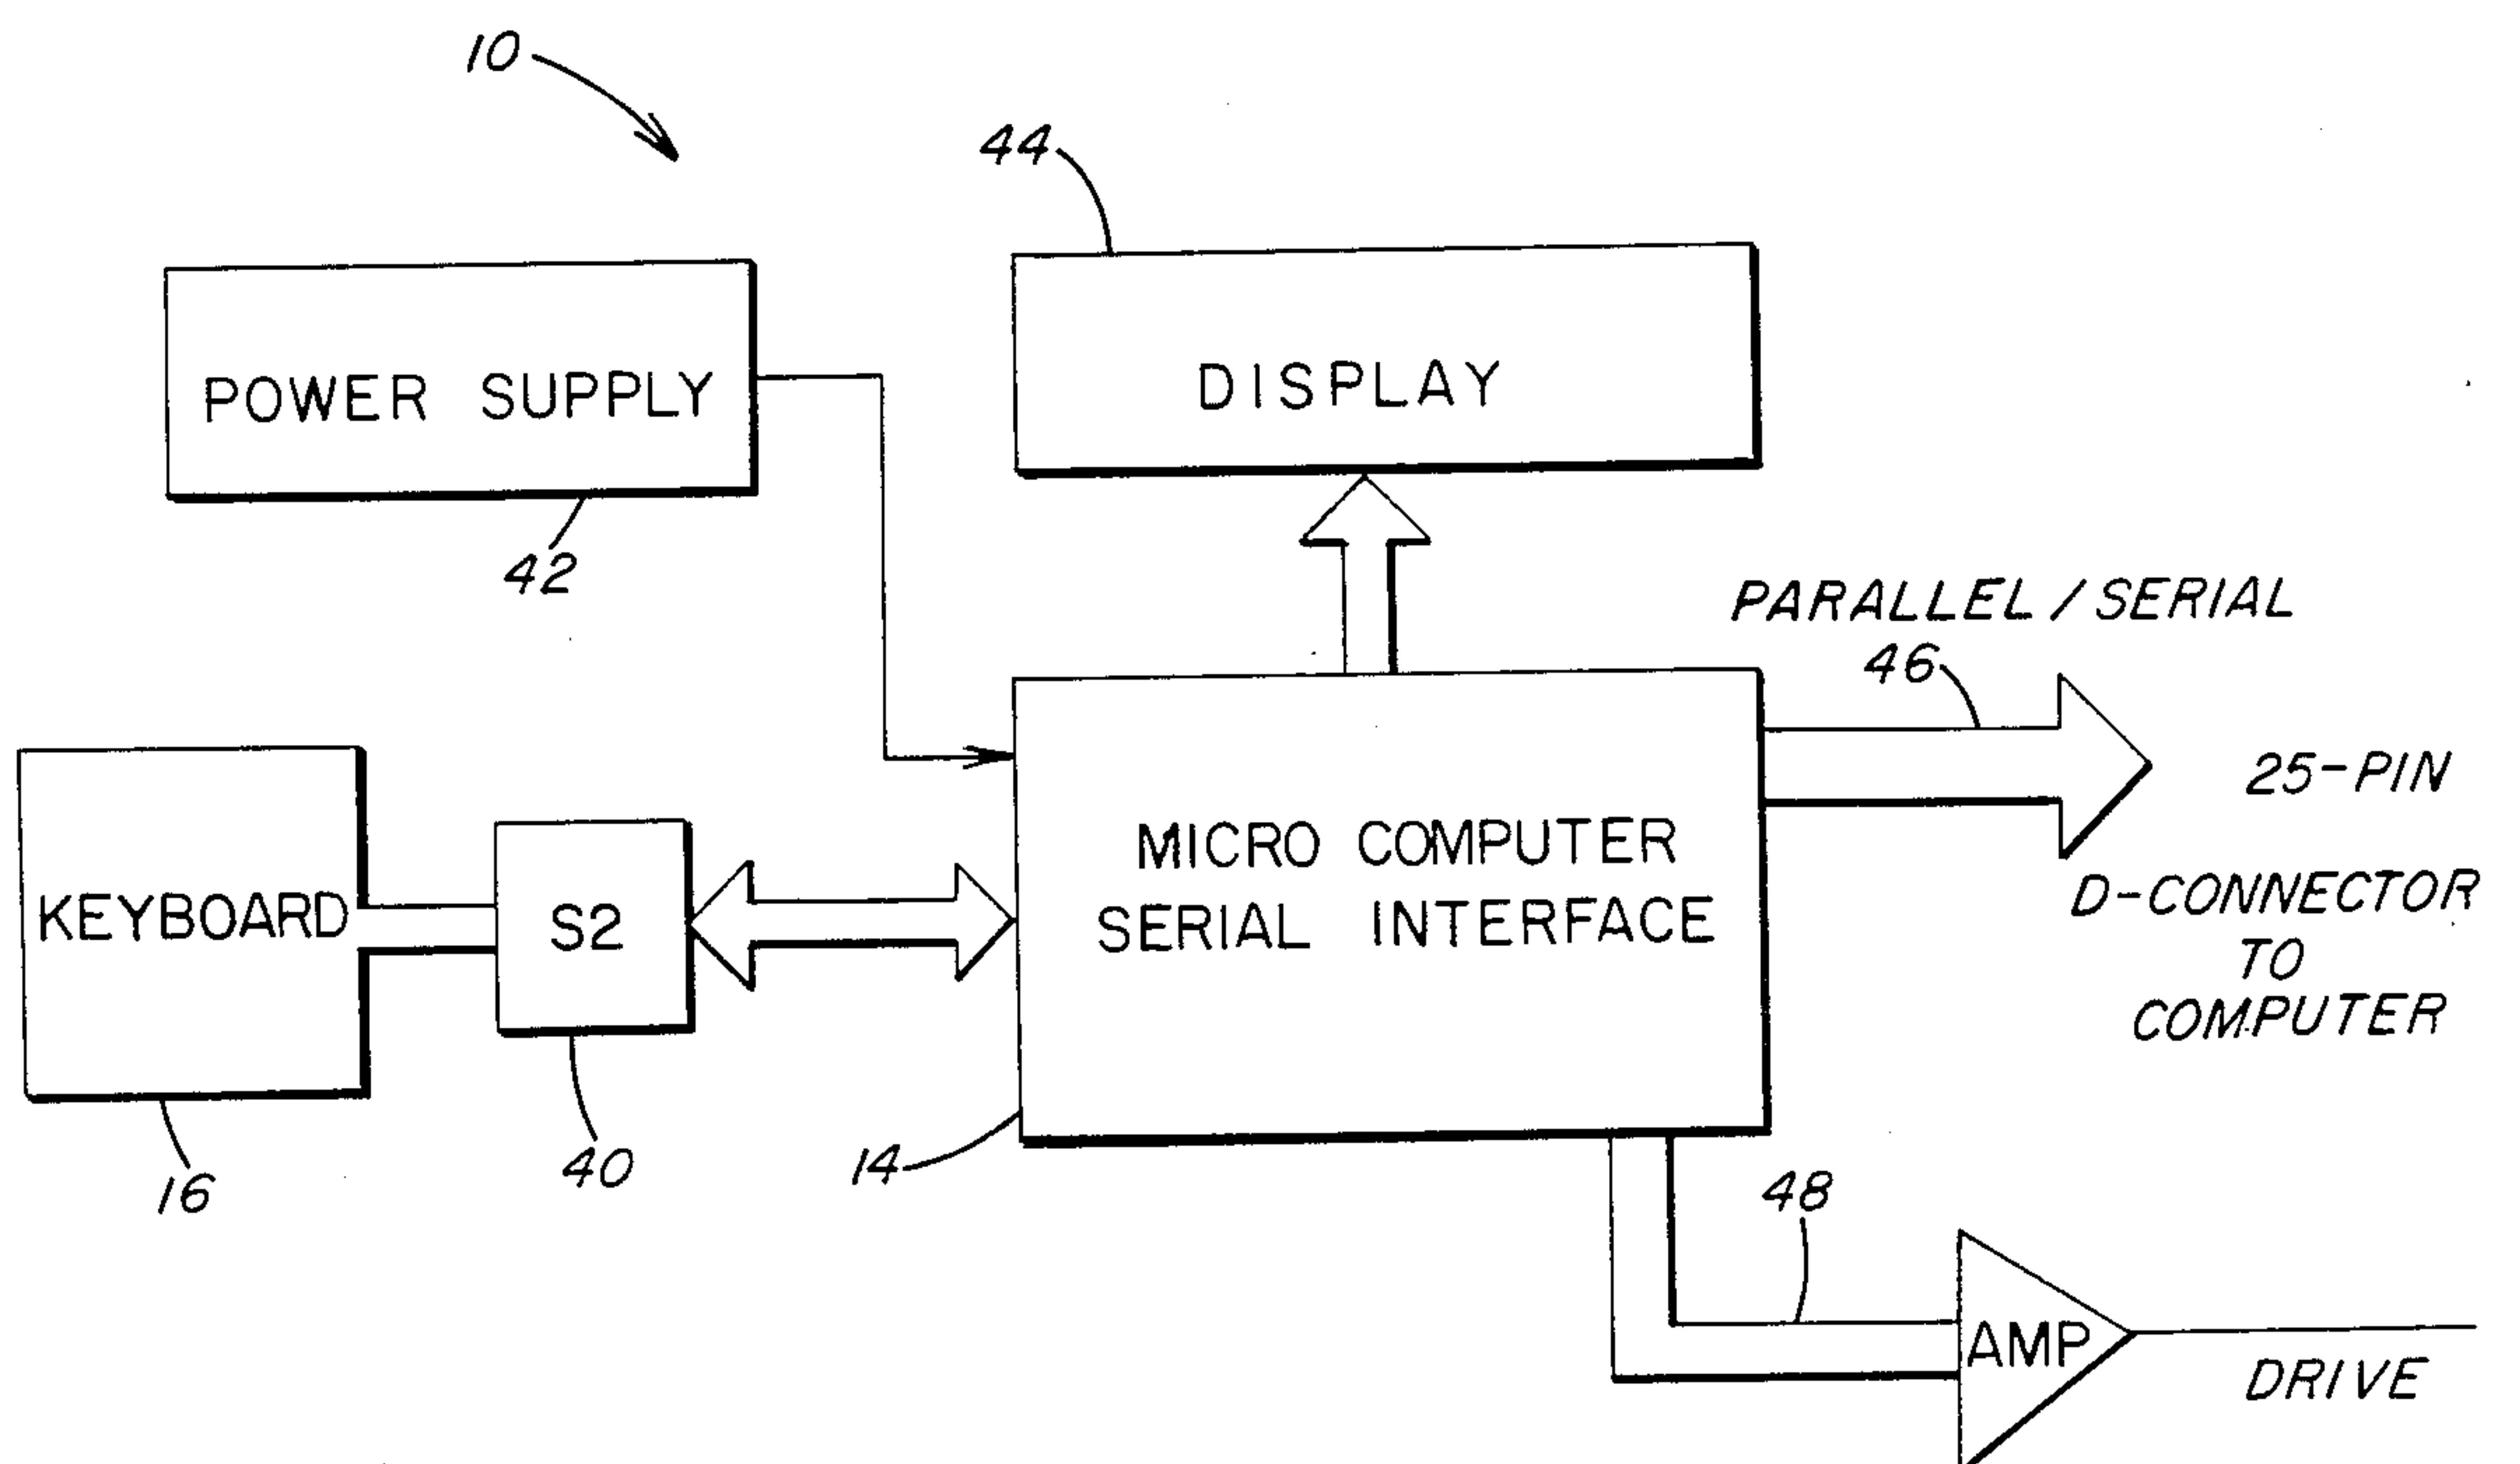 10
44
POWER SUPPLY
DISPLAY
42
PARALLEL/SERIAL
46
25-PIN
D-CONNECTOR
TO
COMPUTER
MICRO COMPUTER
SERIAL INTERFACE
KEYBOARD
S2
16
40
14
48
AMP
DRIVE